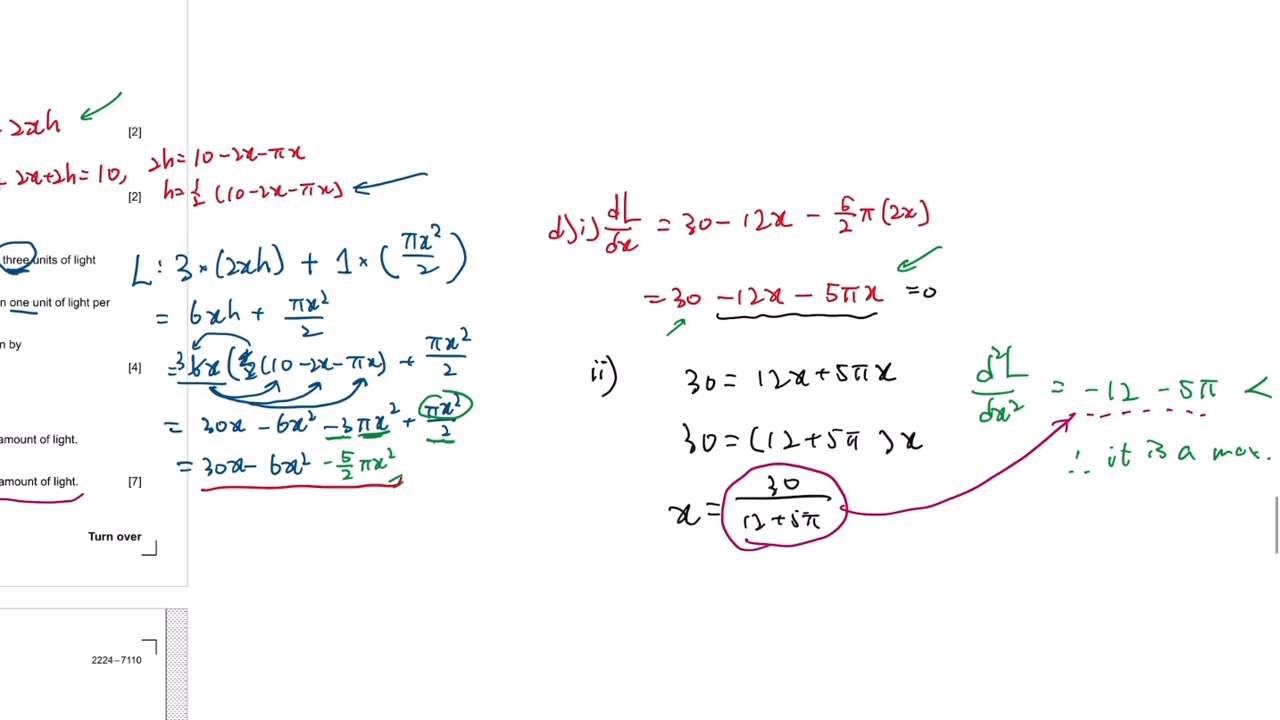 2xh
[2]
2x+2h=10, 2h=10-2x-πx
[2] h=½(10-2x-πx)
three units of light
L: 3×(2xh) + 1×(πx²/2)
n one unit of light per
= 6xh + πx²/2
n by
[4] =3 6x(½(10-2x-πx) + πx²/2
= 30x - 6x² - 3πx² + πx²/2
amount of light.
= 30x - 6x² - 5/2 πx²
amount of light. [7]
Turn over
2224–7110
d) i) dL/dx = 30 - 12x - 5/2 π(2x)
= 30 - 12x - 5πx = 0
ii) 30 = 12x + 5πx
30 = (12 + 5π)x
x = 30/(12+5π)
d²L/dx² = -12 - 5π <
∴ it is a max.